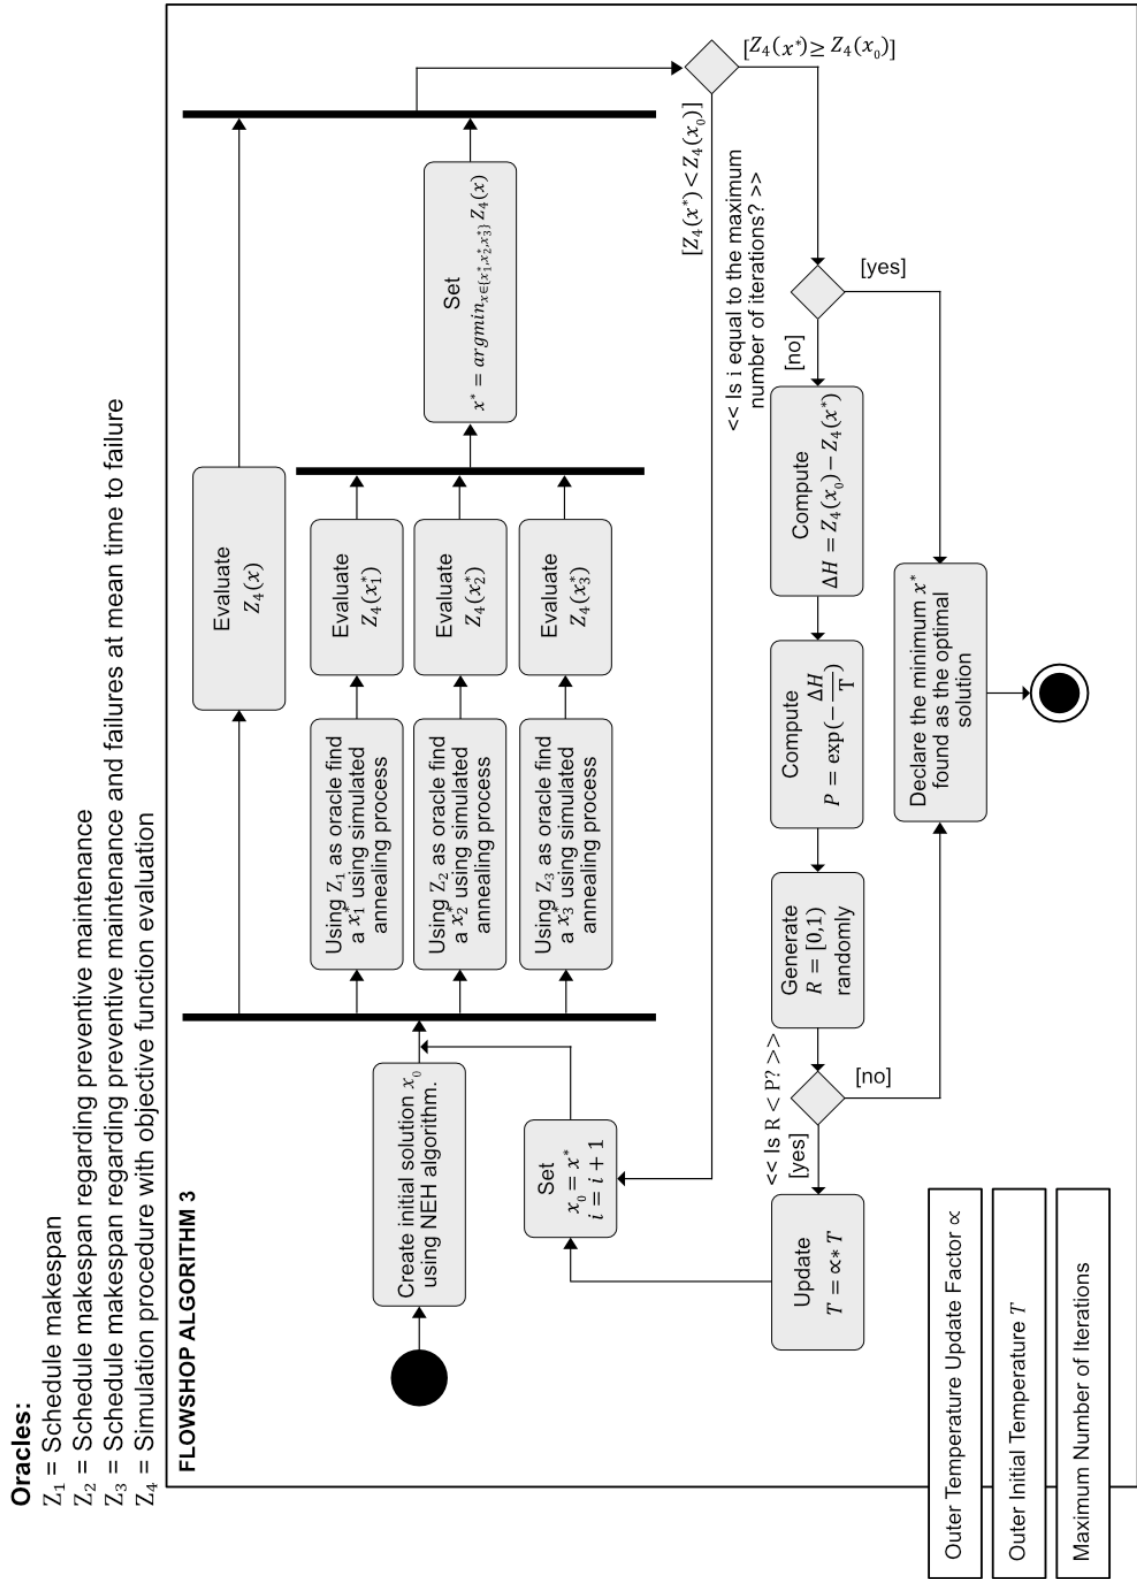 Oracles:
Z₁ = Schedule makespan
Z₂ = Schedule makespan regarding preventive maintenance
Z₃ = Schedule makespan regarding preventive maintenance and failures at mean time to failure
Z₄ = Simulation procedure with objective function evaluation
FLOWSHOP ALGORITHM 3
Create initial solution x₀
using NEH algorithm.
Set
x₀ = x*
i = i + 1
Evaluate
Z₄(x)
Using Z₁ as oracle find
a x₁* using simulated
annealing process
Evaluate
Z₄(x₁*)
Using Z₂ as oracle find
a x₂* using simulated
annealing process
Evaluate
Z₄(x₂*)
Using Z₃ as oracle find
a x₃* using simulated
annealing process
Evaluate
Z₄(x₃*)
Set
x* = argmin_{x∈{x₁*,x₂*,x₃*}} Z₄(x)
[Z₄(x*) < Z₄(x₀)]
[Z₄(x*) ≥ Z₄(x₀)]
<< Is i equal to the maximum
number of iterations? >>
[no]
[yes]
Compute
ΔH = Z₄(x₀) − Z₄(x*)
Compute
P = exp(−ΔH/T)
Generate
R = [0,1)
randomly
<< Is R < P? >>
[yes]
[no]
Update
T = ∝* T
Declare the minimum x*
found as the optimal
solution
Outer Temperature Update Factor ∝
Outer Initial Temperature T
Maximum Number of Iterations